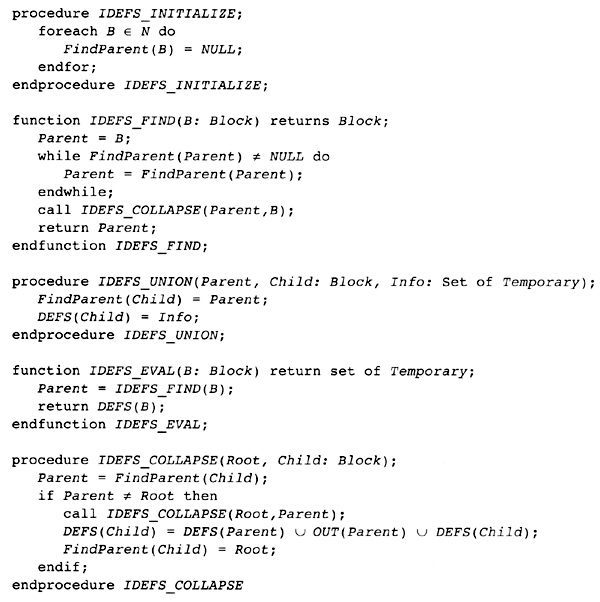 procedure IDEFS_INITIALIZE;
foreach B ∈ N do
FindParent(B) = NULL;
endfor;
endprocedure IDEFS_INITIALIZE;
function IDEFS_FIND(B: Block) returns Block;
Parent = B;
while FindParent(Parent) ≠ NULL do
Parent = FindParent(Parent);
endwhile;
call IDEFS_COLLAPSE(Parent,B);
return Parent;
endfunction IDEFS_FIND;
procedure IDEFS_UNION(Parent, Child: Block, Info: Set of Temporary);
FindParent(Child) = Parent;
DEFS(Child) = Info;
endprocedure IDEFS_UNION;
function IDEFS_EVAL(B: Block) return set of Temporary;
Parent = IDEFS_FIND(B);
return DEFS(B);
endfunction IDEFS_EVAL;
procedure IDEFS_COLLAPSE(Root, Child: Block);
Parent = FindParent(Child);
if Parent ≠ Root then
call IDEFS_COLLAPSE(Root,Parent);
DEFS(Child) = DEFS(Parent) ∪ OUT(Parent) ∪ DEFS(Child);
FindParent(Child) = Root;
endif;
endprocedure IDEFS_COLLAPSE